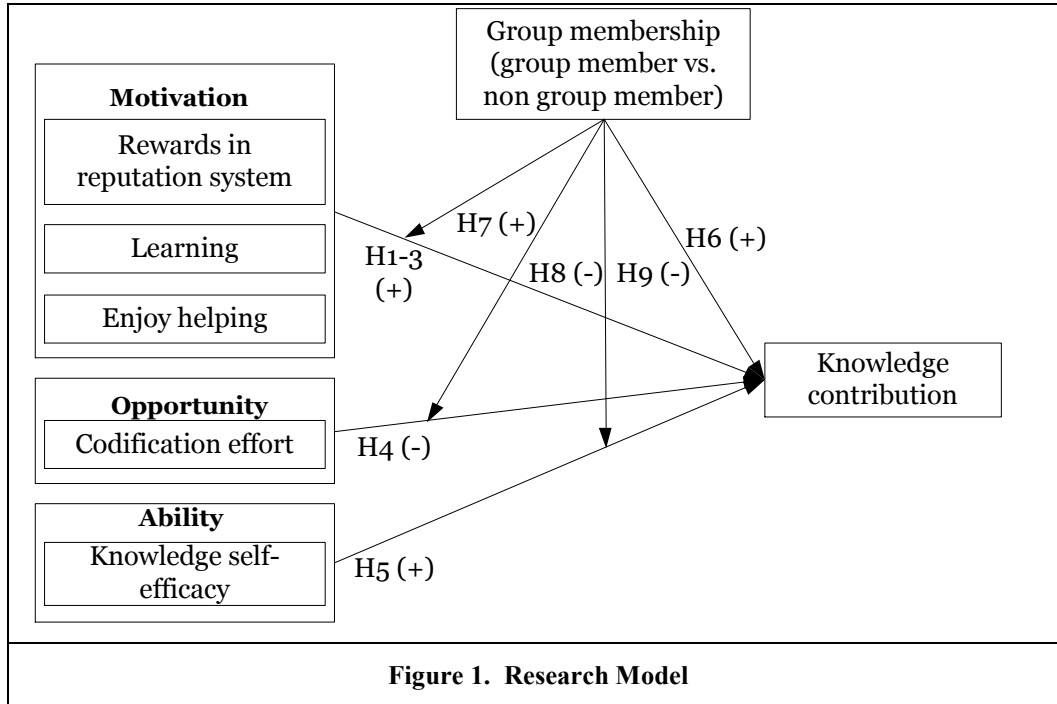 Group membership
(group member vs.
non group member)
Motivation
Rewards in
reputation system
Learning
Enjoy helping
H7 (+)
H1-3
(+)
H8 (-)
H9 (-)
H6 (+)
Knowledge
contribution
Opportunity
Codification effort
H4 (-)
Ability
Knowledge self-
efficacy
H5 (+)
Figure 1. Research Model